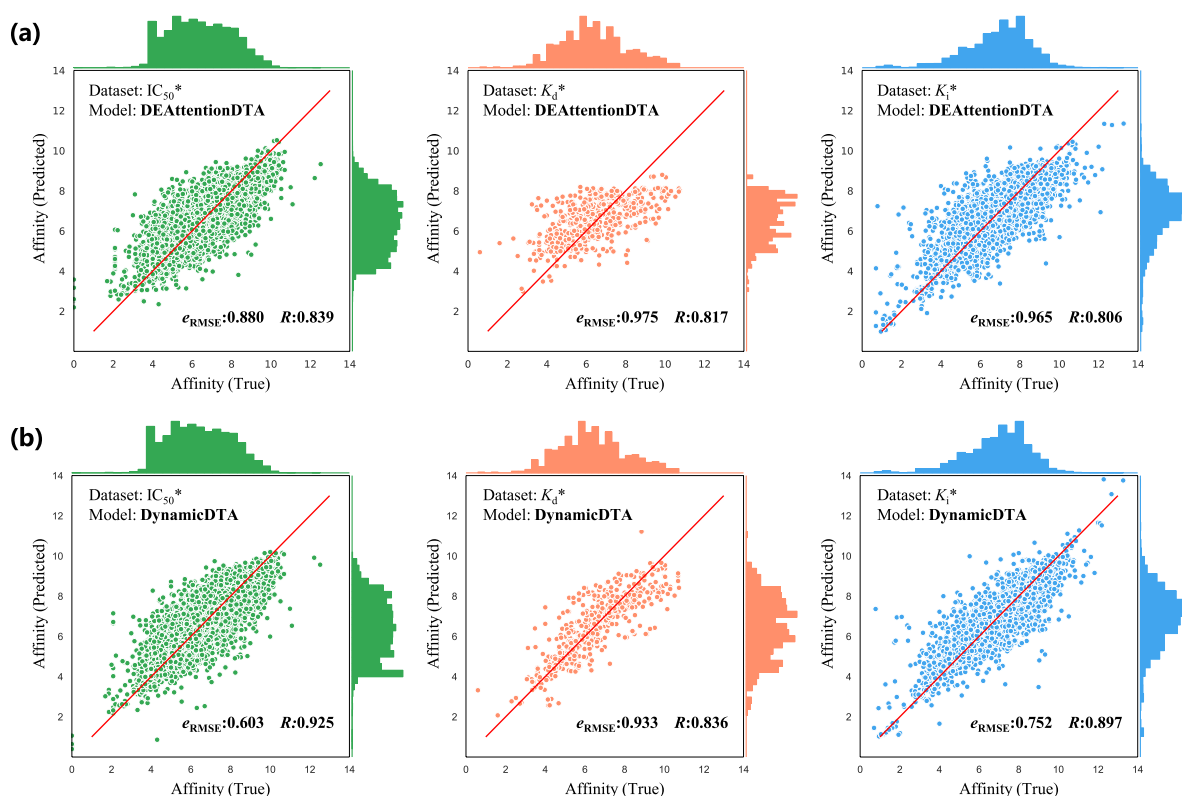 (a)
Dataset: IC50*
Model: DEAttentionDTA
14
12
10
8
6
4
2
Affinity (Predicted)
eRMSE:0.880 R:0.839
0 2 4 6 8 10 12 14
Affinity (True)
Dataset: Kd*
Model: DEAttentionDTA
14
12
10
8
6
4
2
Affinity (Predicted)
eRMSE:0.975 R:0.817
0 2 4 6 8 10 12 14
Affinity (True)
Dataset: Ki*
Model: DEAttentionDTA
14
12
10
8
6
4
2
Affinity (Predicted)
eRMSE:0.965 R:0.806
0 2 4 6 8 10 12 14
Affinity (True)
(b)
Dataset: IC50*
Model: DynamicDTA
14
12
10
8
6
4
2
Affinity (Predicted)
eRMSE:0.603 R:0.925
0 2 4 6 8 10 12 14
Affinity (True)
Dataset: Kd*
Model: DynamicDTA
14
12
10
8
6
4
2
Affinity (Predicted)
eRMSE:0.933 R:0.836
0 2 4 6 8 10 12 14
Affinity (True)
Dataset: Ki*
Model: DynamicDTA
14
12
10
8
6
4
2
Affinity (Predicted)
eRMSE:0.752 R:0.897
0 2 4 6 8 10 12 14
Affinity (True)